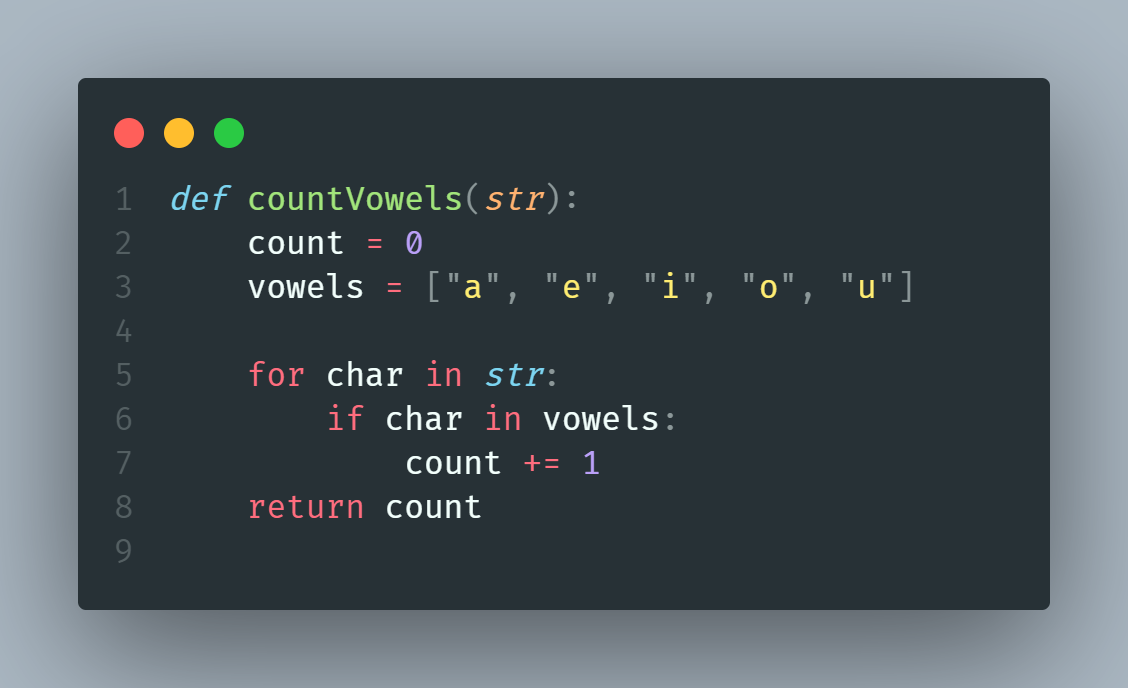 1 def countVowels(str):
2     count = 0
3     vowels = ["a", "e", "i", "o", "u"]
4
5     for char in str:
6         if char in vowels:
7             count += 1
8     return count
9